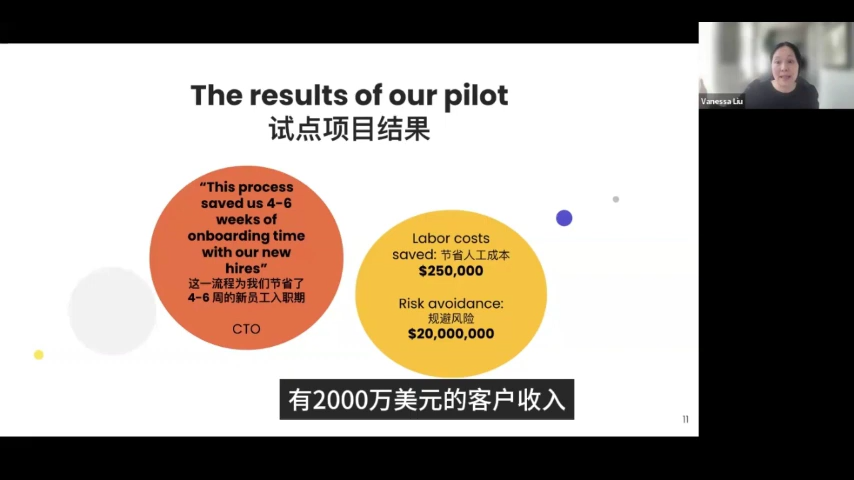 The results of our pilot
试点项目结果
“This process
saved us 4-6
weeks of
onboarding time
with our new
hires”
这一流程为我们节省了
4-6 周的新员工入职期
CTO
Labor costs
saved: 节省人工成本
$250,000
Risk avoidance:
规避风险
$20,000,000
有2000万美元的客户收入
11
Vanessa Liu